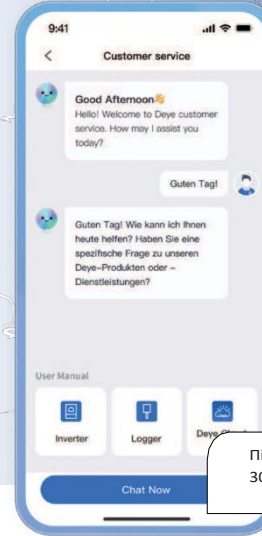 9:41
Customer service
Good Afternoon👋
Hello! Welcome to Deye customer
service. How may I assist you
today?
Guten Tag!
Guten Tag! Wie kann ich Ihnen
heute helfen? Haben Sie eine
spezifische Frage zu unseren
Deye-Produkten oder –
Dienstleistungen?
User Manual
Inverter
Logger
Deye
Chat Now